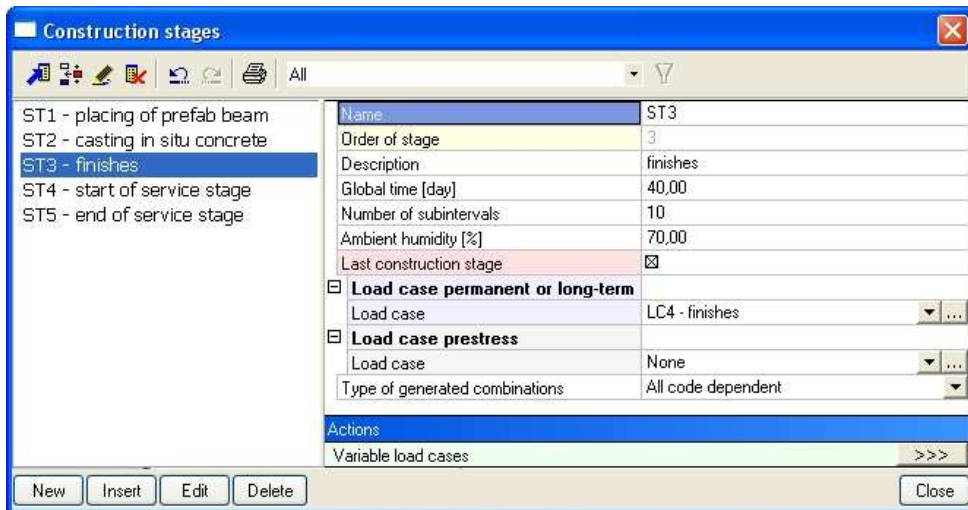 Construction stages
All
ST1 - placing of prefab beam
ST2 - casting in situ concrete
ST3 - finishes
ST4 - start of service stage
ST5 - end of service stage
Name ST3
Order of stage 3
Description finishes
Global time [day] 40,00
Number of subintervals 10
Ambient humidity [%] 70,00
Last construction stage
Load case permanent or long-term
Load case LC4 - finishes ...
Load case prestress
Load case None ...
Type of generated combinations All code dependent
Actions
Variable load cases >>>
New Insert Edit Delete Close